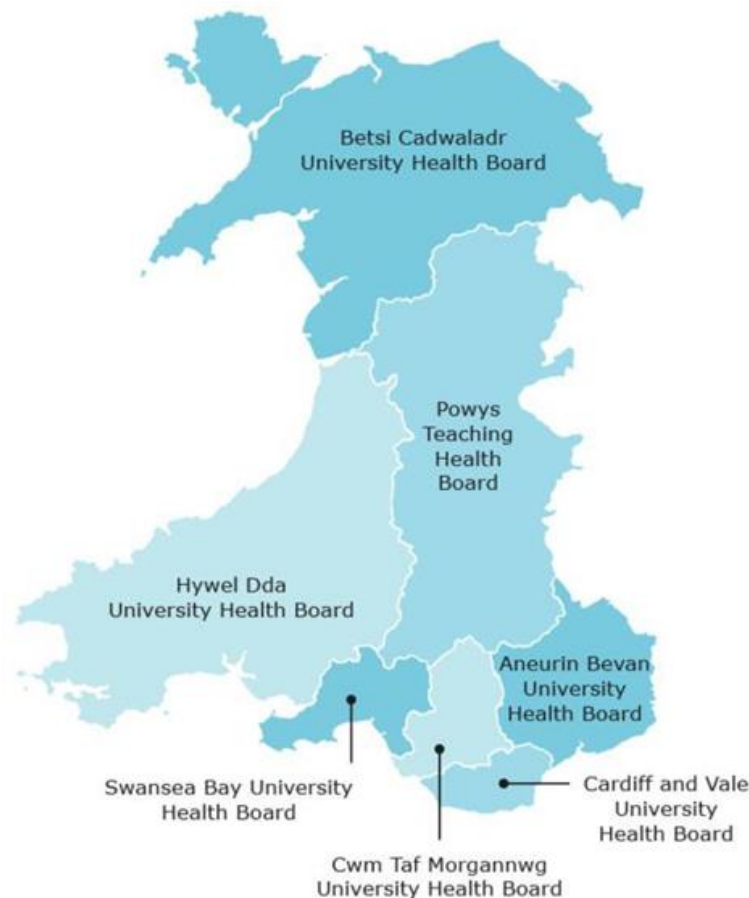 Betsi Cadwaladr
University Health Board
Powys
Teaching
Health
Board
Hywel Dda
University Health Board
Aneurin Bevan
University
Health Board
Swansea Bay University
Health Board
Cardiff and Vale
University
Health Board
Cwm Taf Morgannwg
University Health Board